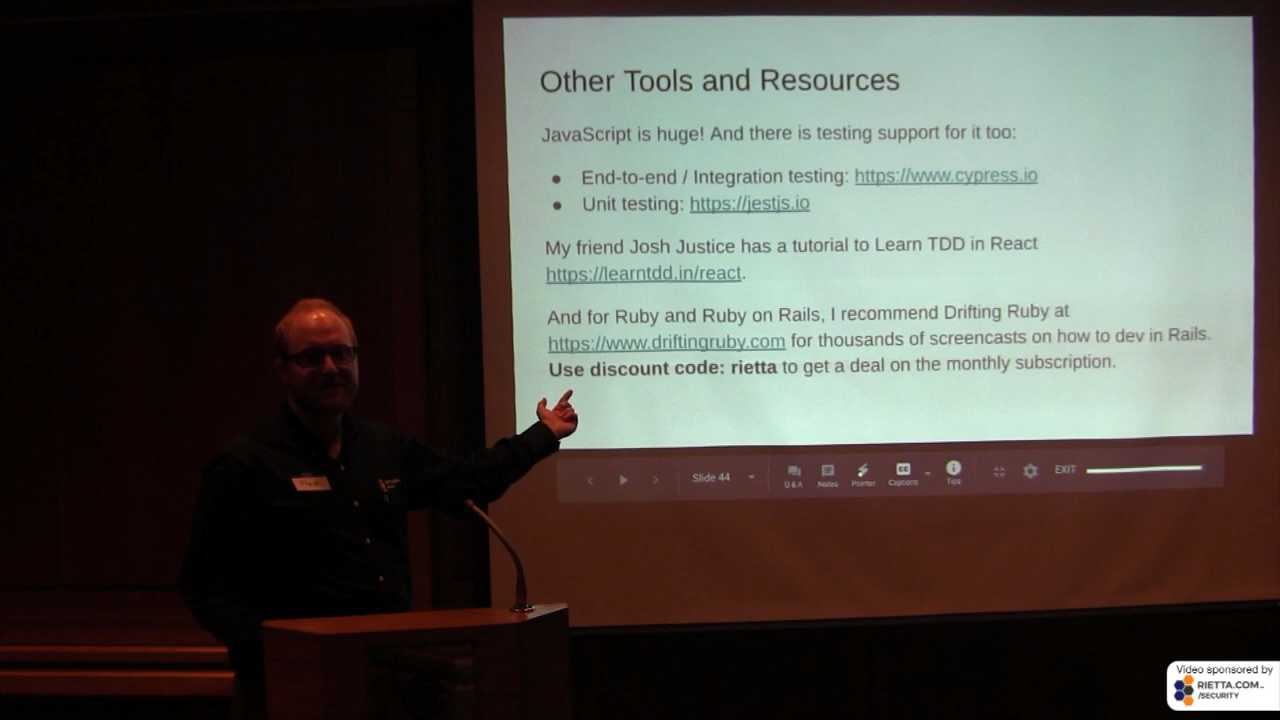 Other Tools and Resources
JavaScript is huge! And there is testing support for it too:
● End-to-end / Integration testing: https://www.cypress.io
● Unit testing: https://jestjs.io
My friend Josh Justice has a tutorial to Learn TDD in React
https://learntdd.in/react.
And for Ruby and Ruby on Rails, I recommend Drifting Ruby at
https://www.driftingruby.com for thousands of screencasts on how to dev in Rails.
Use discount code: rietta to get a deal on the monthly subscription.
Slide 44
Q&A Notes Pointer Captions Tips
CC
EXIT
Video sponsored by
RIETTA.COM
/SECURITY